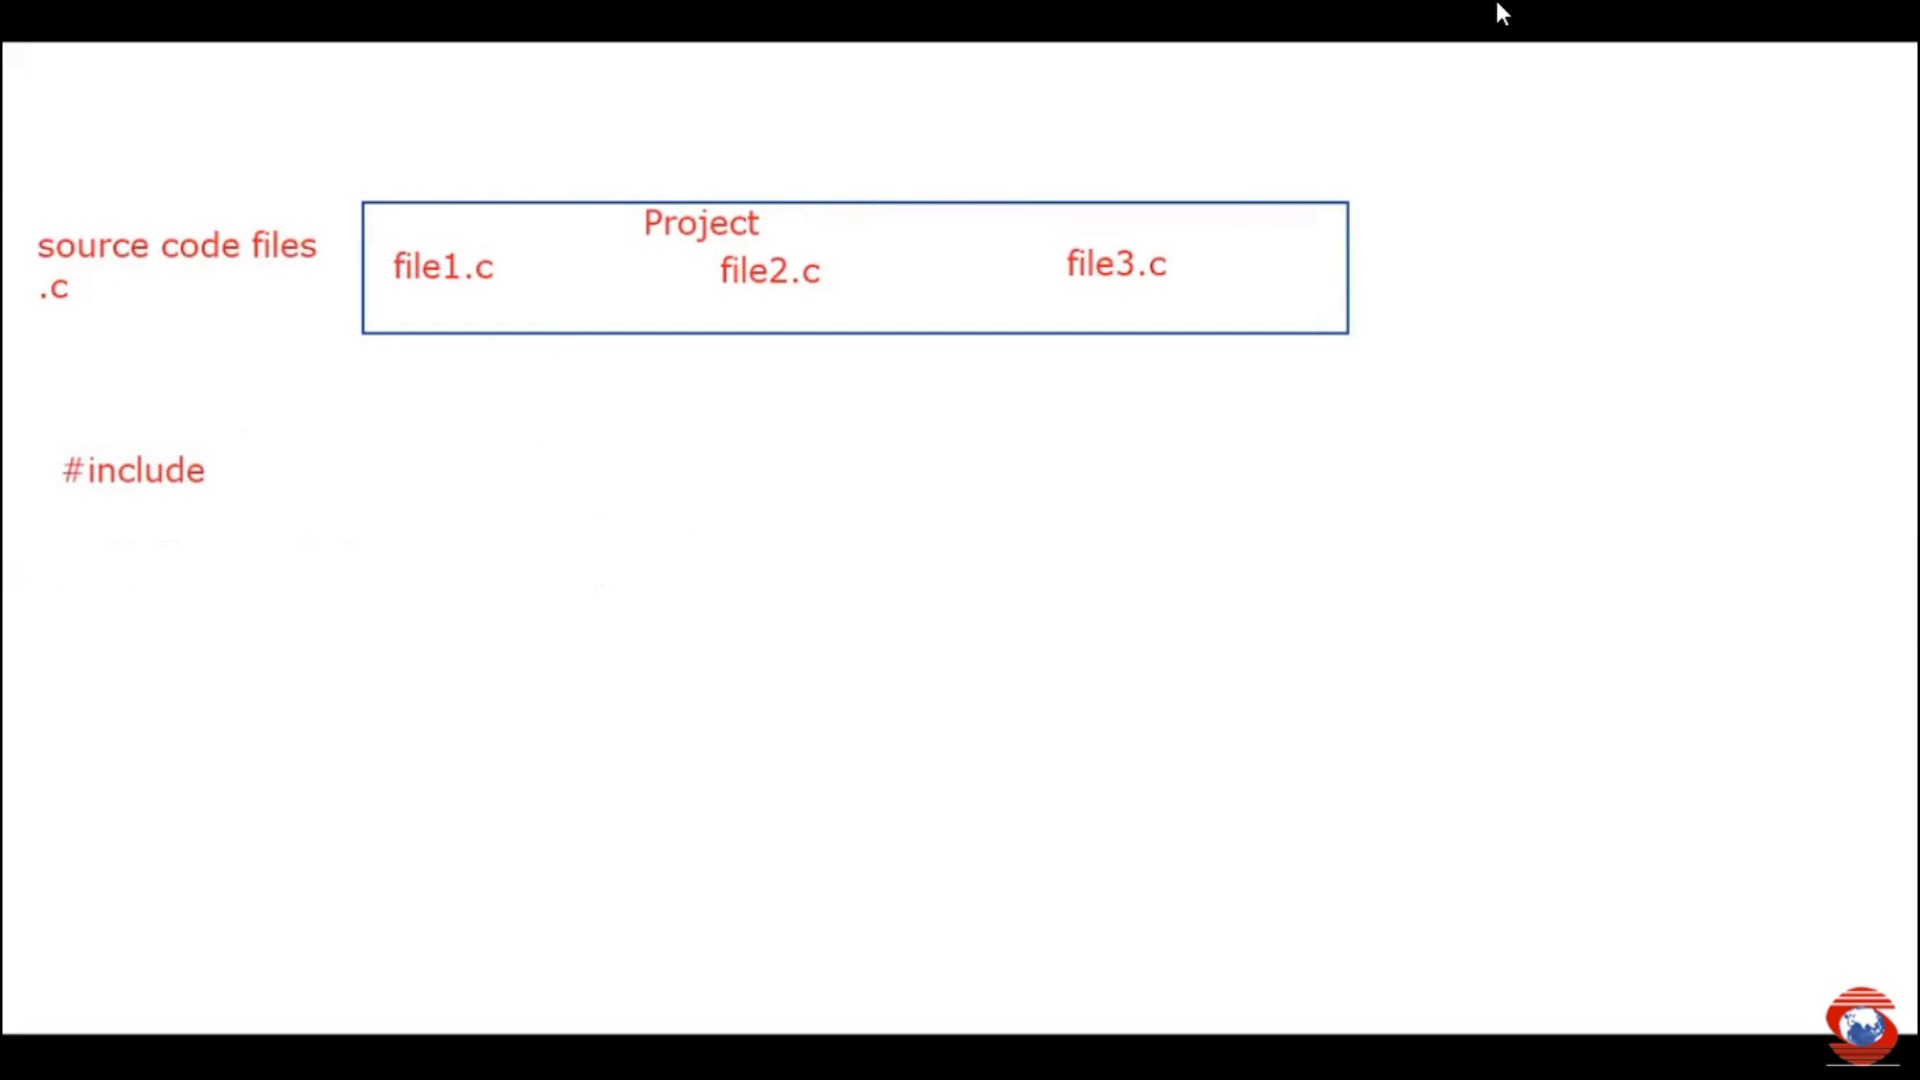 Project
source code files
.c
file1.c
file2.c
file3.c
#include